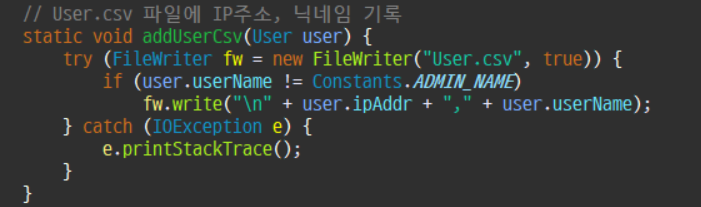 // User.csv 파일에 IP주소, 닉네임 기록
static void addUserCsv(User user) {
    try (FileWriter fw = new FileWriter("User.csv", true)) {
        if (user.userName != Constants.ADMIN_NAME)
            fw.write("\n" + user.ipAddr + "," + user.userName);
    } catch (IOException e) {
        e.printStackTrace();
    }
}